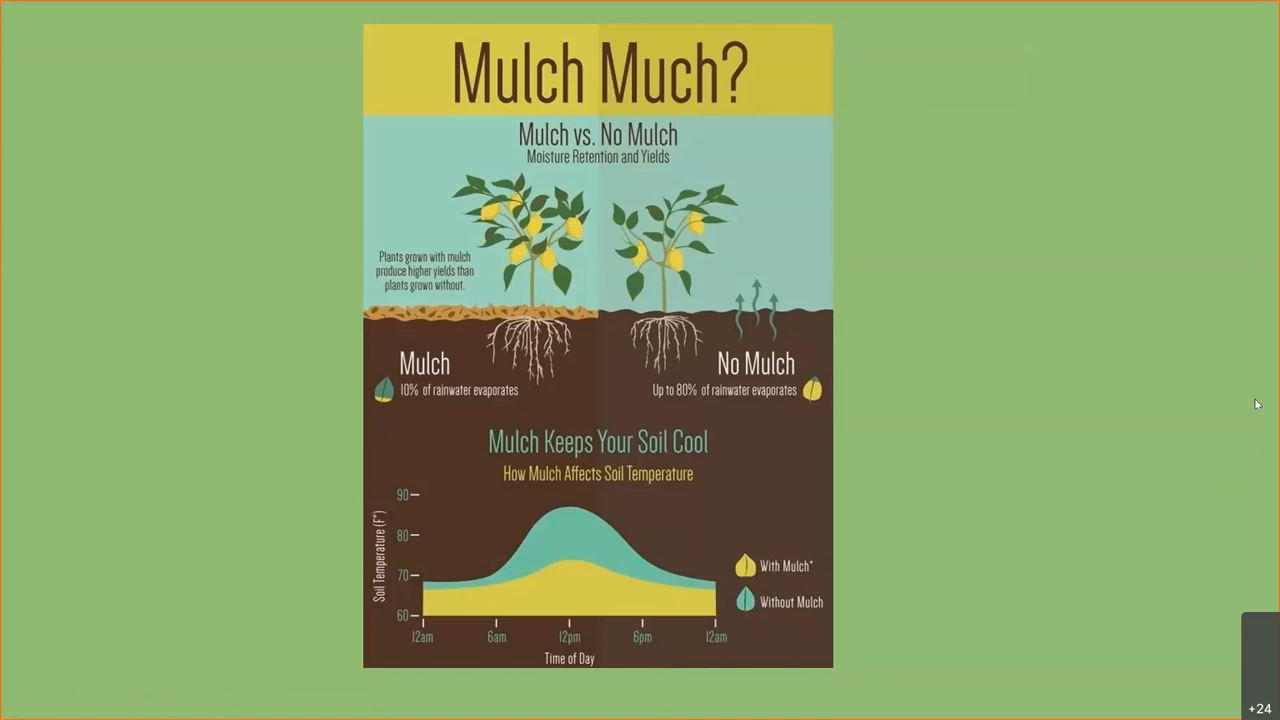 Mulch Much?
Mulch vs. No Mulch
Moisture Retention and Yields
Plants grown with mulch
produce higher yields than
plants grown without.
Mulch
10% of rainwater evaporates
No Mulch
Up to 80% of rainwater evaporates
Mulch Keeps Your Soil Cool
How Mulch Affects Soil Temperature
Soil Temperature (F°)
90
80
70
60
12am
6am
12pm
6pm
12am
Time of Day
With Mulch*
Without Mulch
+24